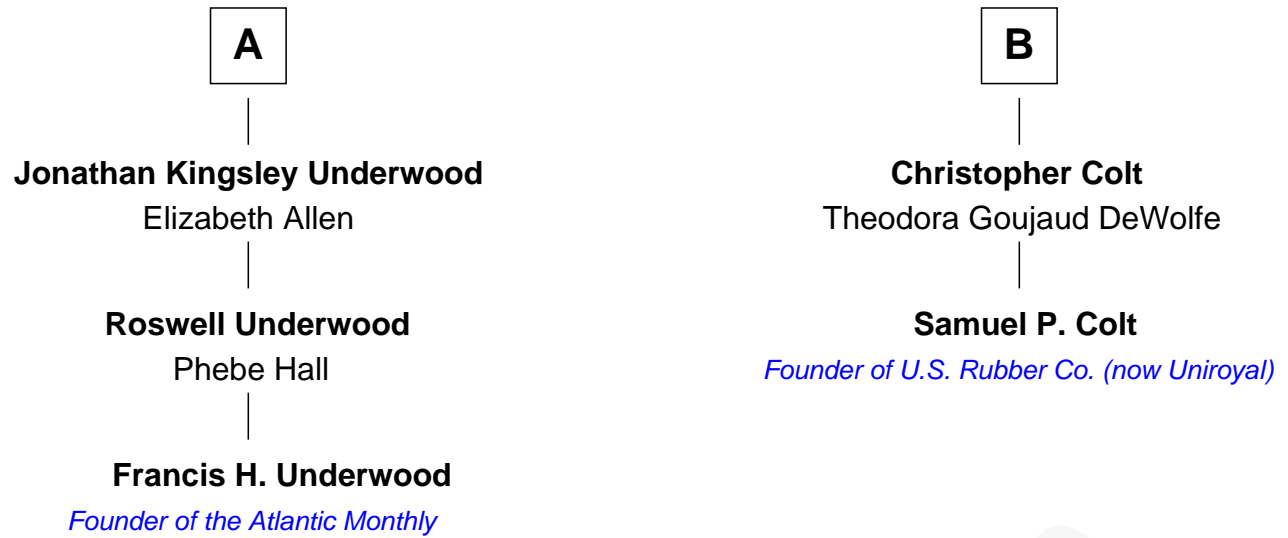 A
Jonathan Kingsley Underwood
Elizabeth Allen
Roswell Underwood
Phebe Hall
Francis H. Underwood
Founder of the Atlantic Monthly
B
Christopher Colt
Theodora Goujaud DeWolfe
Samuel P. Colt
Founder of U.S. Rubber Co. (now Uniroyal)